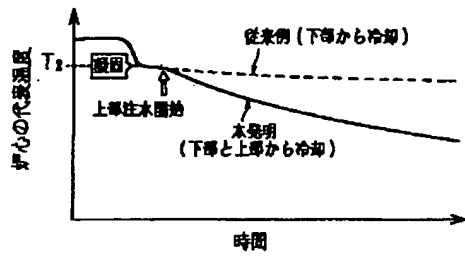 従来例(下部から冷却)
T2
凝固
上部注水開始
本発明
(下部と上部から冷却)
炉心の代表温度
時間